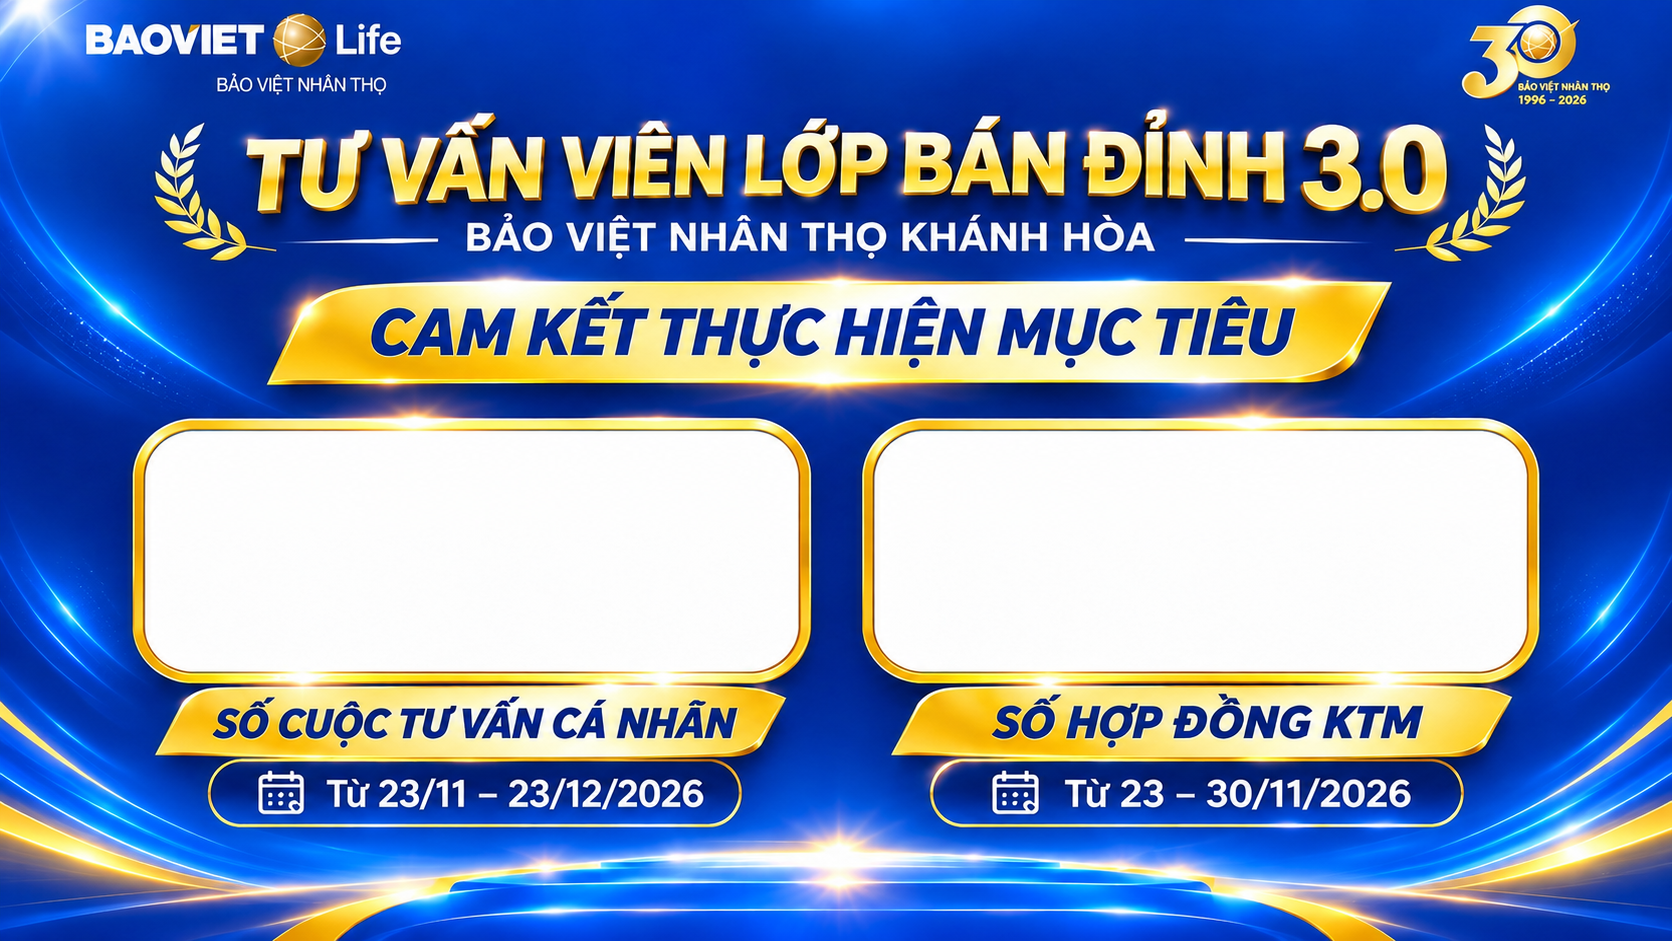 BAOVIET Life
BẢO VIỆT NHÂN THỌ
30
BẢO VIỆT NHÂN THỌ
1996 – 2026
TƯ VẤN VIÊN LỚP BÁN ĐỈNH 3.0
BẢO VIỆT NHÂN THỌ KHÁNH HÒA
CAM KẾT THỰC HIỆN MỤC TIÊU
SỐ CUỘC TƯ VẤN CÁ NHÃN
SỐ HỢP ĐỒNG KTM
Từ 23/11 – 23/12/2026
Từ 23 – 30/11/2026